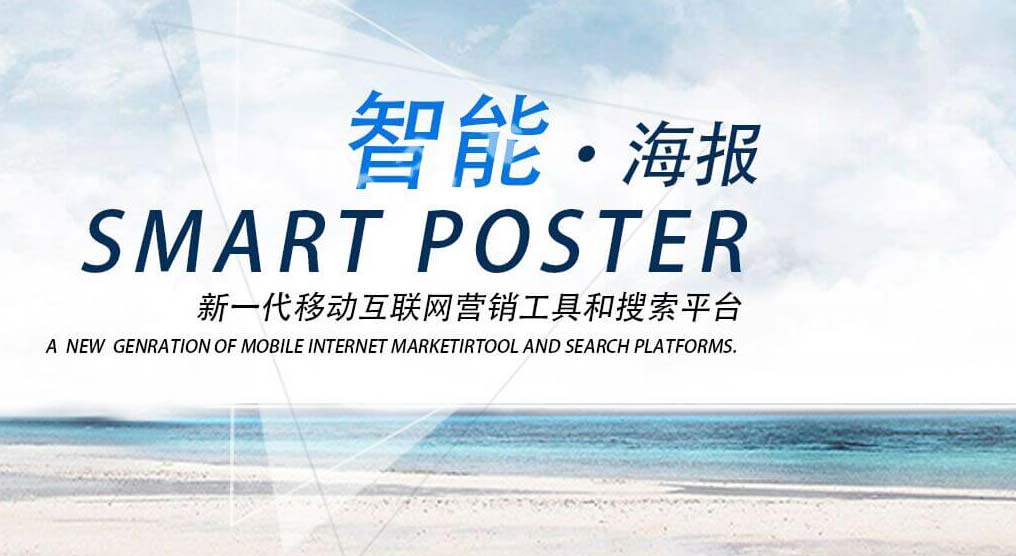 智能·海报
SMART POSTER
新一代移动互联网营销工具和搜索平台
A NEW GENRATION OF MOBILE INTERNET MARKETIRTOOL AND SEARCH PLATFORMS.